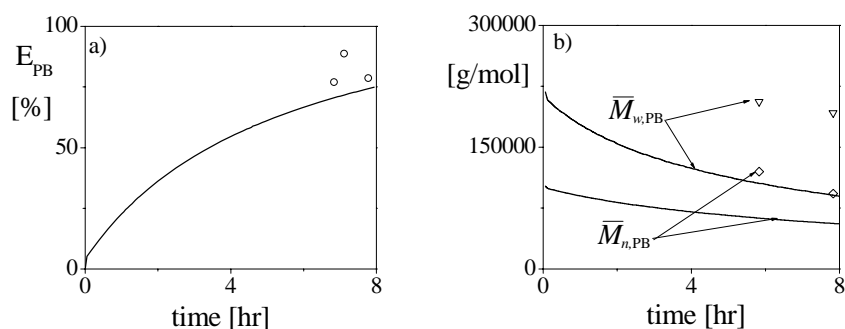 a)
E_PB
[%]
100
50
0
0
4
8
time [hr]
b)
[g/mol]
300000
150000
0
M̅_w,PB
M̅_n,PB
0
4
8
time [hr]